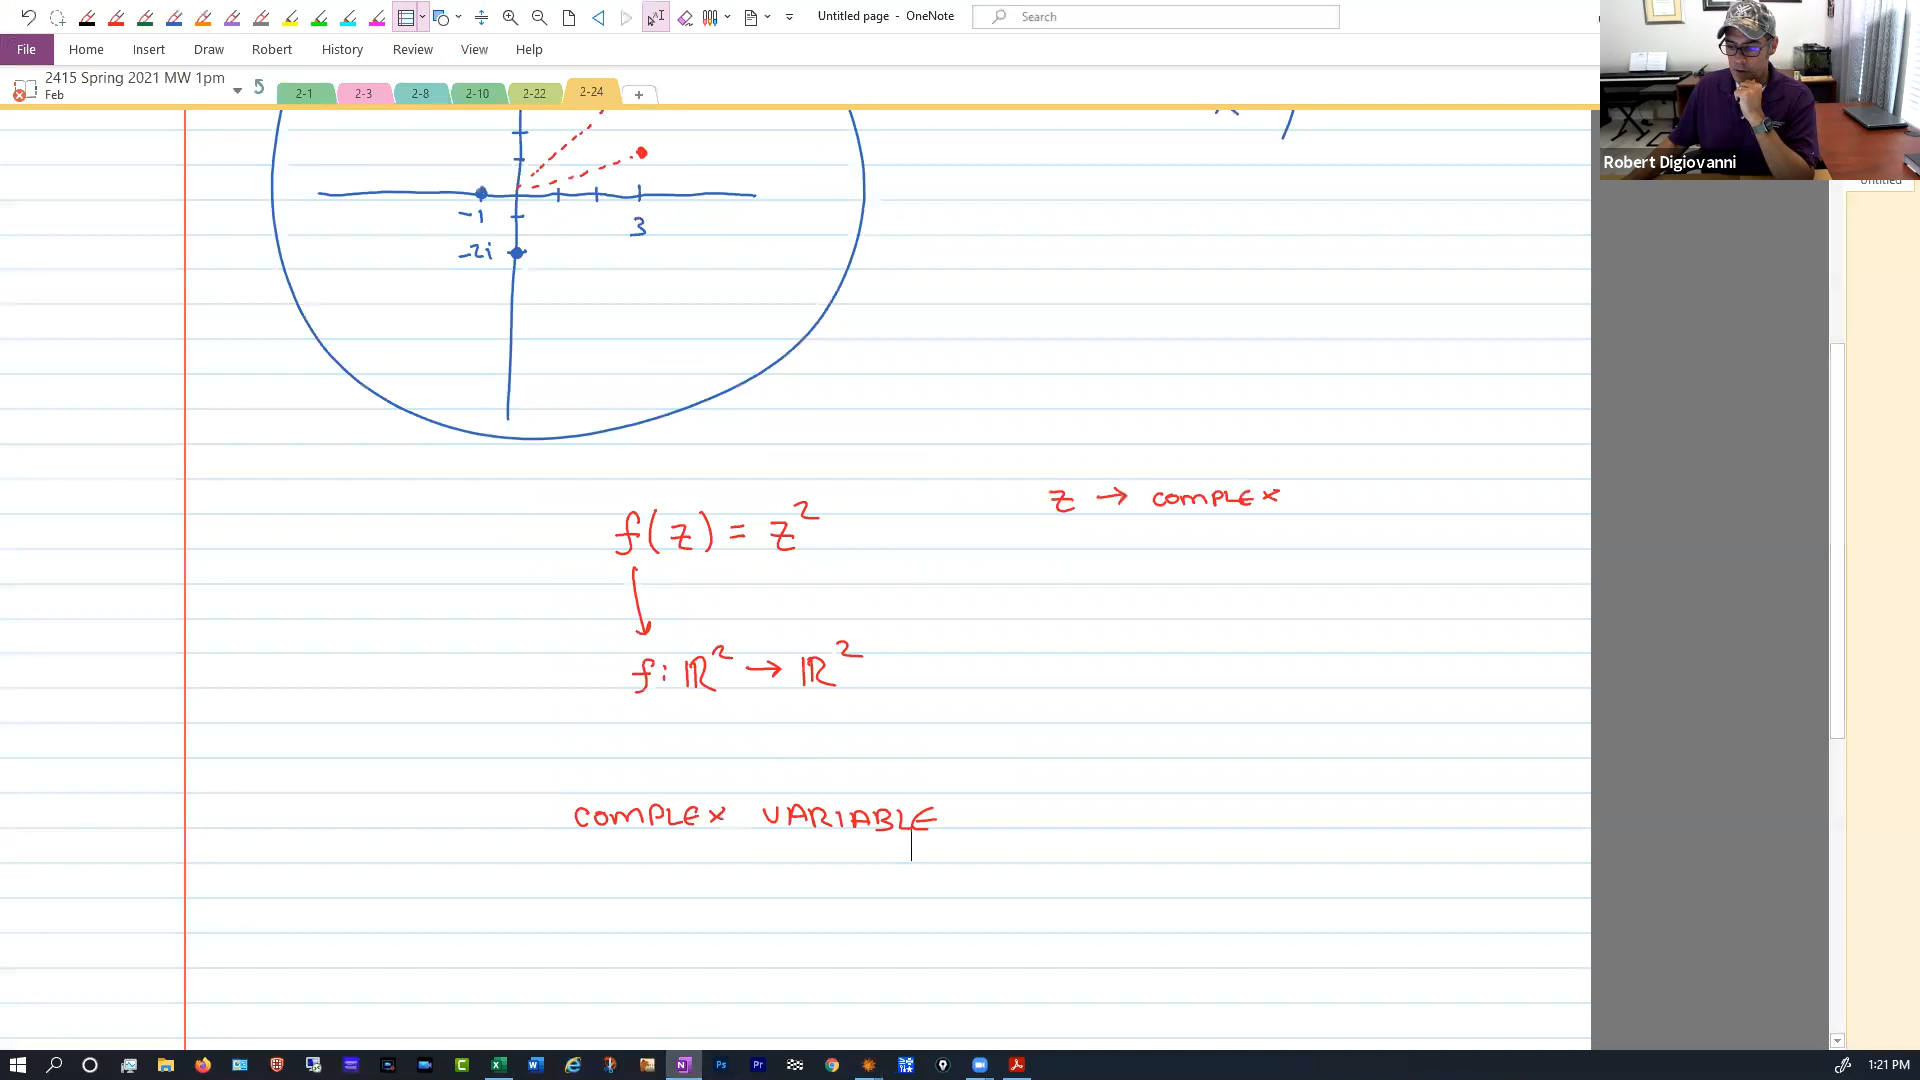 Untitled page - OneNote
Search
File Home Insert Draw Robert History Review View Help
2415 Spring 2021 MW 1pm
Feb
2-1 2-3 2-8 2-10 2-22 2-24 +
Robert Digiovanni
Untitled
-1
3
-2i
z → COMPLEX
f(z) = z²
f: ℝ² → ℝ²
COMPLEX VARIABLE
1:21 PM